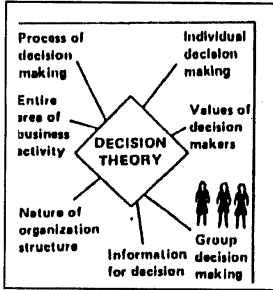 Process of
decision
making
Individual
decision
making
Entire
area of
business
activity
DECISION
THEORY
Values of
decision
makers
Nature of
organization
structure
Information
for decision
Group
decision
making